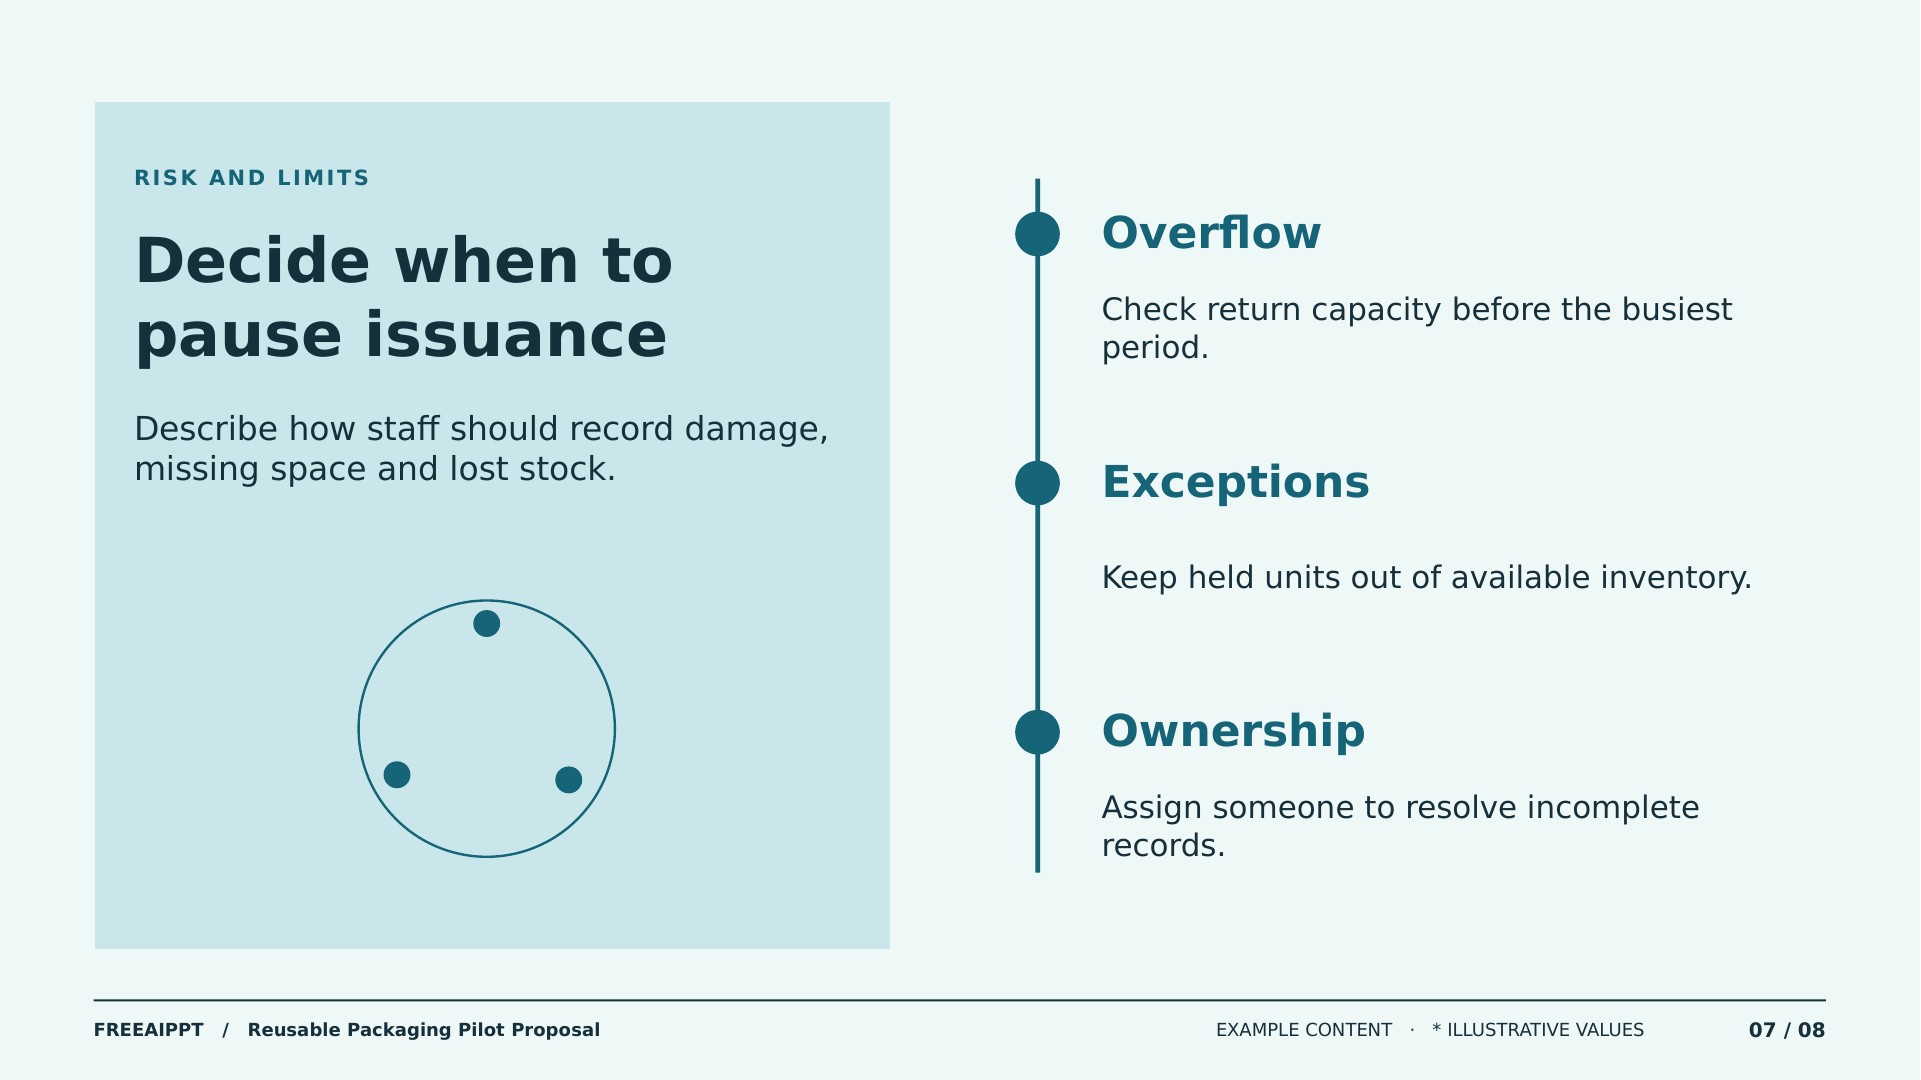 RISK AND LIMITS
Decide when to
pause issuance
Describe how staff should record damage,
missing space and lost stock.
Overflow
Check return capacity before the busiest
period.
Exceptions
Keep held units out of available inventory.
Ownership
Assign someone to resolve incomplete
records.
FREEAIPPT / Reusable Packaging Pilot Proposal
EXAMPLE CONTENT · * ILLUSTRATIVE VALUES
07 / 08